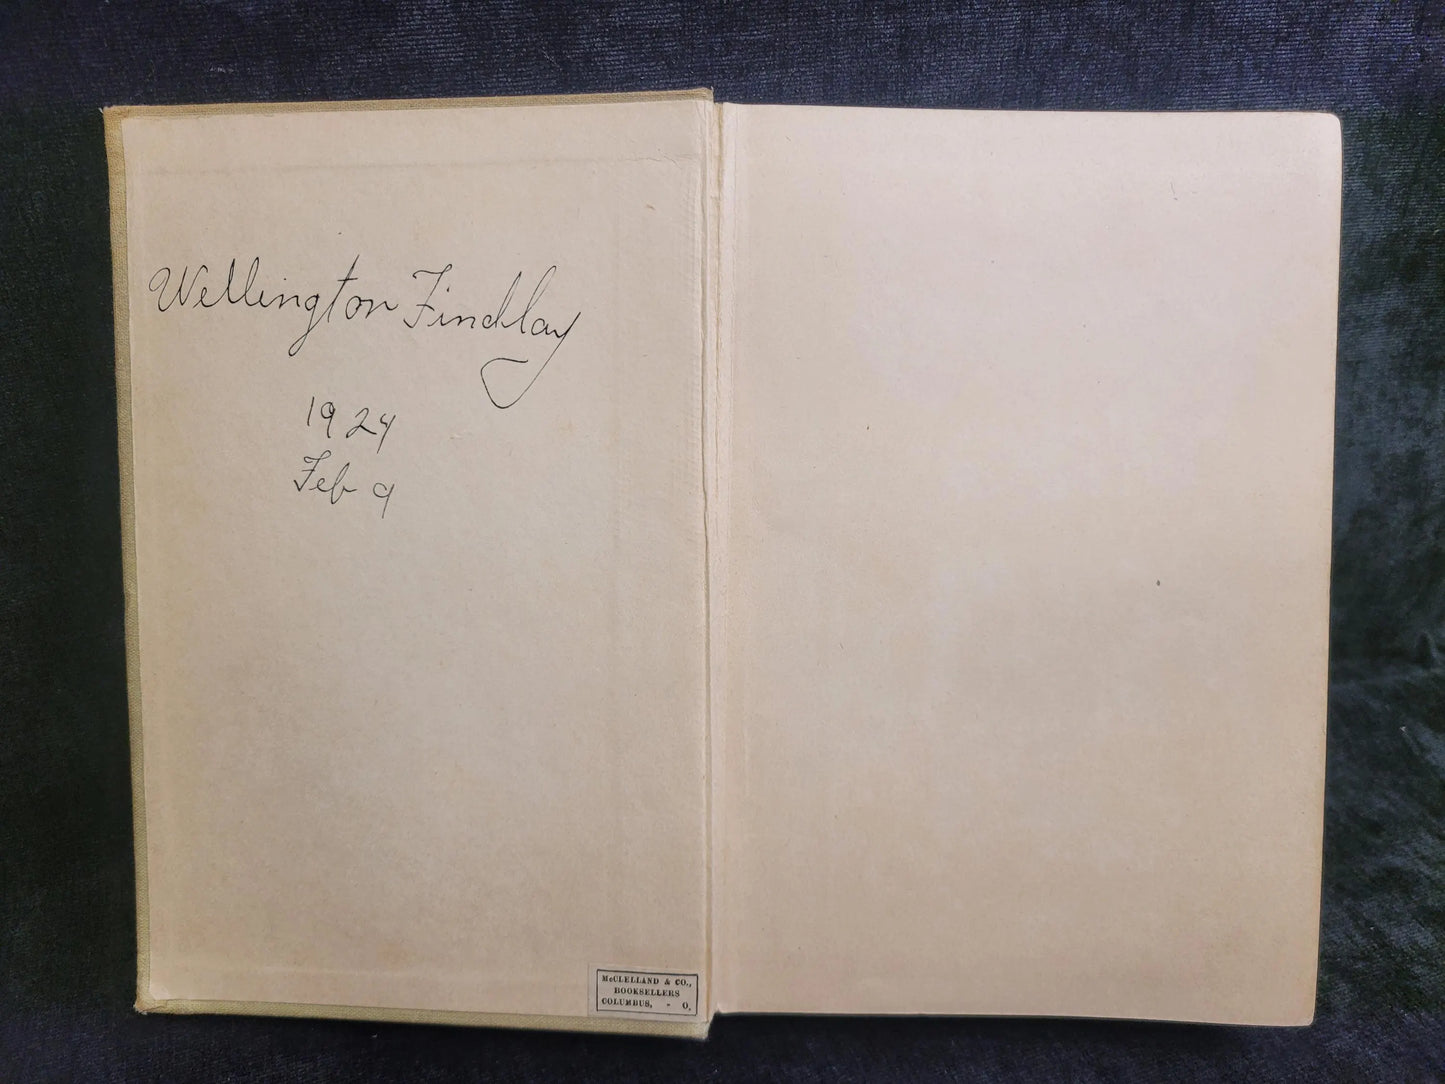 Wellington Findlay
1924
Feb 9
McCLELLAND & CO.,
BOOKSELLERS
COLUMBUS, - O.